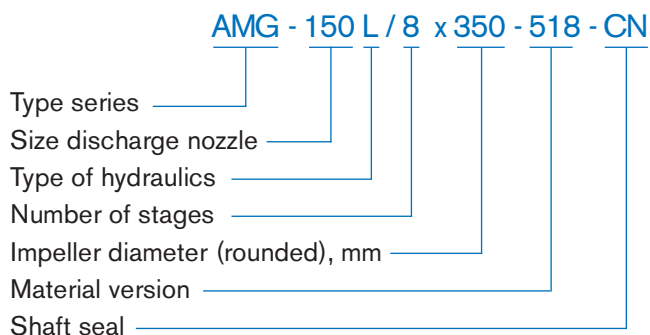 AMG - 150 L / 8 x 350 - 518 - CN
Type series
Size discharge nozzle
Type of hydraulics
Number of stages
Impeller diameter (rounded), mm
Material version
Shaft seal